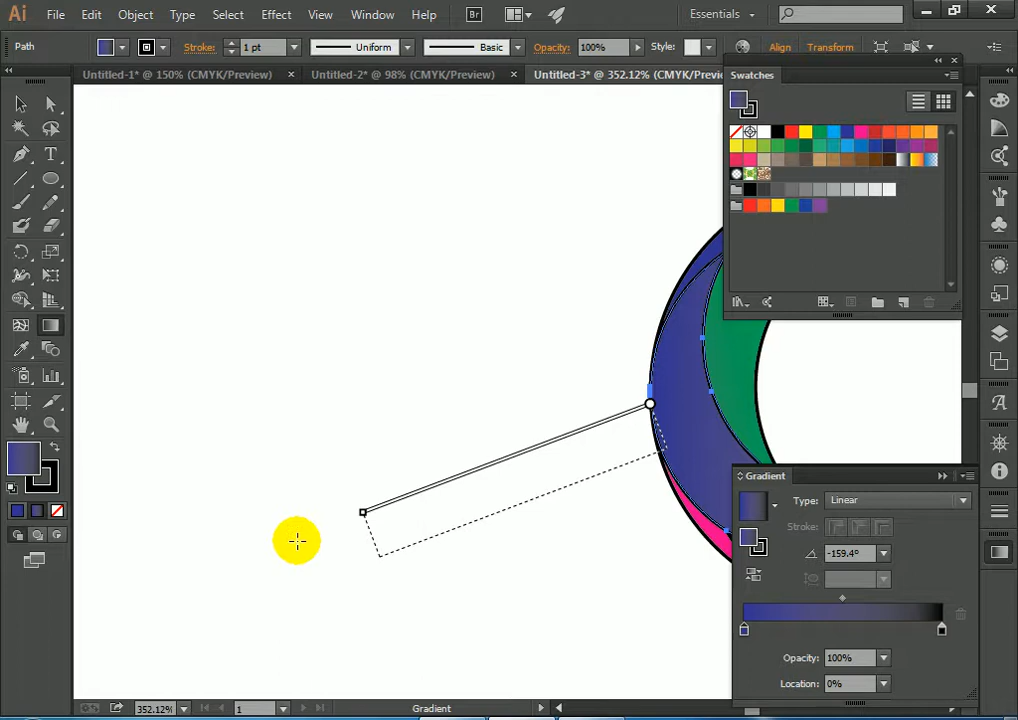 Ai File Edit Object Type Select Effect View Window Help Br Essentials
Path Stroke: 1 pt Uniform Basic Opacity: 100% Style: Align Transform
Untitled-1* @ 150% (CMYK/Preview) × Untitled-2* @ 98% (CMYK/Preview) × Untitled-3* @ 352.12% (CMYK/Previ
Swatches
Gradient
Type: Linear
Stroke:
-159.4°
Opacity: 100%
Location: 0%
352.12% 1 Gradient